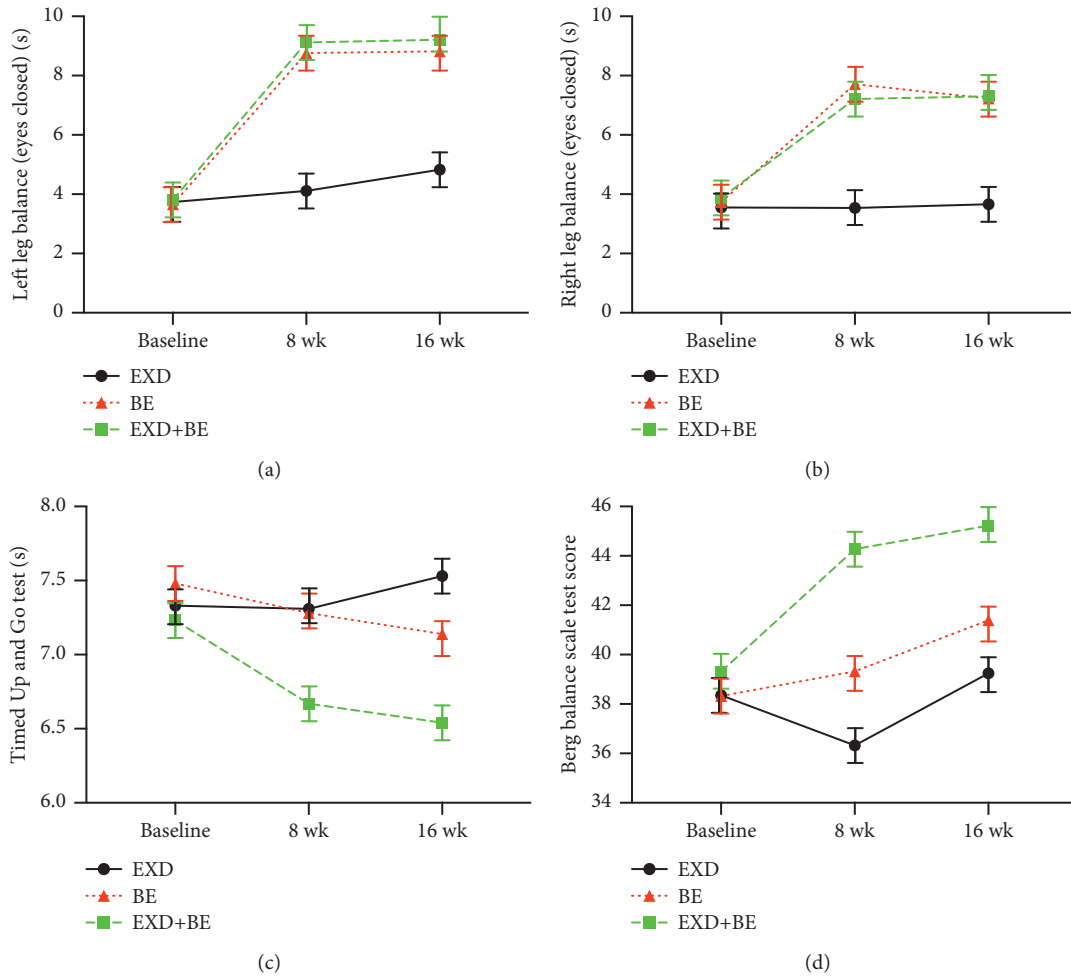 Left leg balance (eyes closed) (s)
10
8
6
4
2
0
Baseline
8 wk
16 wk
EXD
BE
EXD+BE
(a)
Right leg balance (eyes closed) (s)
10
8
6
4
2
0
Baseline
8 wk
16 wk
EXD
BE
EXD+BE
(b)
Timed Up and Go test (s)
8.0
7.5
7.0
6.5
6.0
Baseline
8 wk
16 wk
EXD
BE
EXD+BE
(c)
Berg balance scale test score
46
44
42
40
38
36
34
Baseline
8 wk
16 wk
EXD
BE
EXD+BE
(d)